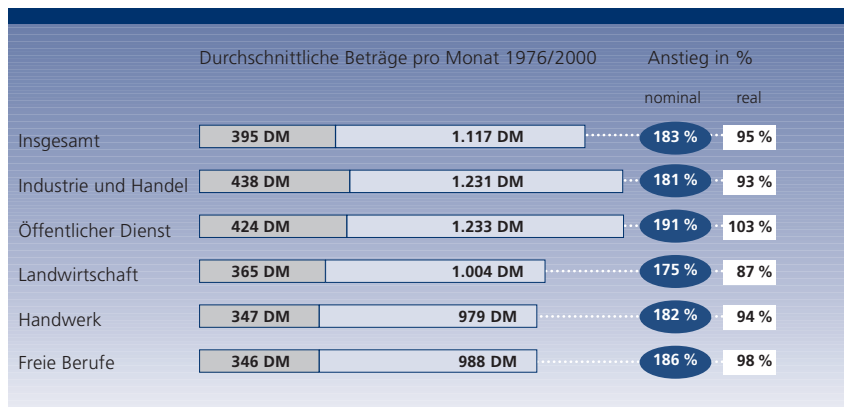 Durchschnittliche Beträge pro Monat 1976/2000 Anstieg in %
nominal real
Insgesamt 395 DM 1.117 DM 183 % 95 %
Industrie und Handel 438 DM 1.231 DM 181 % 93 %
Öffentlicher Dienst 424 DM 1.233 DM 191 % 103 %
Landwirtschaft 365 DM 1.004 DM 175 % 87 %
Handwerk 347 DM 979 DM 182 % 94 %
Freie Berufe 346 DM 988 DM 186 % 98 %